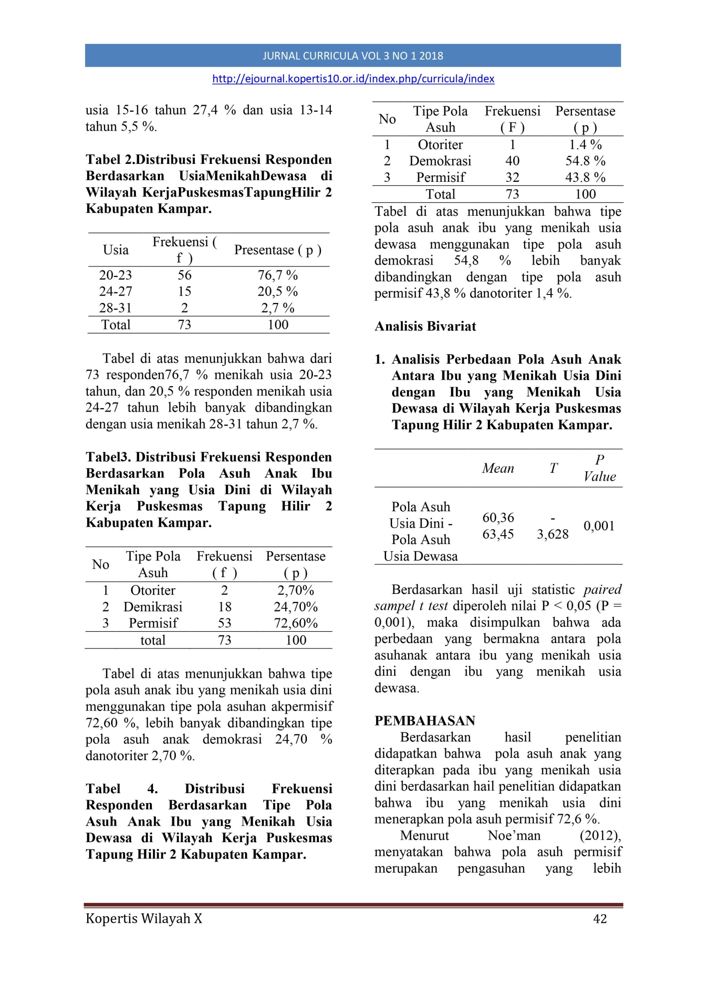 JURNAL CURRICULA VOL 3 NO 1 2018
http://ejournal.kopertis10.or.id/index.php/curricula/index
usia 15-16 tahun 27,4 % dan usia 13-14
tahun 5,5 %.
Tabel 2.Distribusi Frekuensi Responden
Berdasarkan UsiaMenikahDewasa di
Wilayah KerjaPuskesmasTapungHilir 2
Kabupaten Kampar.
Usia Frekuensi ( f ) Presentase ( p )
20-23 56 76,7 %
24-27 15 20,5 %
28-31 2 2,7 %
Total 73 100
Tabel di atas menunjukkan bahwa dari
73 responden76,7 % menikah usia 20-23
tahun, dan 20,5 % responden menikah usia
24-27 tahun lebih banyak dibandingkan
dengan usia menikah 28-31 tahun 2,7 %.
Tabel3. Distribusi Frekuensi Responden
Berdasarkan Pola Asuh Anak Ibu
Menikah yang Usia Dini di Wilayah
Kerja Puskesmas Tapung Hilir 2
Kabupaten Kampar.
No Tipe Pola Asuh Frekuensi ( f ) Persentase ( p )
1 Otoriter 2 2,70%
2 Demikrasi 18 24,70%
3 Permisif 53 72,60%
total 73 100
Tabel di atas menunjukkan bahwa tipe
pola asuh anak ibu yang menikah usia dini
menggunakan tipe pola asuhan akpermisif
72,60 %, lebih banyak dibandingkan tipe
pola asuh anak demokrasi 24,70 %
danotoriter 2,70 %.
Tabel 4. Distribusi Frekuensi
Responden Berdasarkan Tipe Pola
Asuh Anak Ibu yang Menikah Usia
Dewasa di Wilayah Kerja Puskesmas
Tapung Hilir 2 Kabupaten Kampar.
No Tipe Pola Asuh Frekuensi ( F ) Persentase ( p )
1 Otoriter 1 1.4 %
2 Demokrasi 40 54.8 %
3 Permisif 32 43.8 %
Total 73 100
Tabel di atas menunjukkan bahwa tipe
pola asuh anak ibu yang menikah usia
dewasa menggunakan tipe pola asuh
demokrasi 54,8 % lebih banyak
dibandingkan dengan tipe pola asuh
permisif 43,8 % danotoriter 1,4 %.
Analisis Bivariat
1. Analisis Perbedaan Pola Asuh Anak
Antara Ibu yang Menikah Usia Dini
dengan Ibu yang Menikah Usia
Dewasa di Wilayah Kerja Puskesmas
Tapung Hilir 2 Kabupaten Kampar.
Mean T P Value
Pola Asuh
Usia Dini - 60,36 -
Pola Asuh 63,45 3,628 0,001
Usia Dewasa
Berdasarkan hasil uji statistic paired
sampel t test diperoleh nilai P < 0,05 (P =
0,001), maka disimpulkan bahwa ada
perbedaan yang bermakna antara pola
asuhanak antara ibu yang menikah usia
dini dengan ibu yang menikah usia
dewasa.
PEMBAHASAN
Berdasarkan hasil penelitian
didapatkan bahwa pola asuh anak yang
diterapkan pada ibu yang menikah usia
dini berdasarkan hail penelitian didapatkan
bahwa ibu yang menikah usia dini
menerapkan pola asuh permisif 72,6 %.
Menurut Noe’man (2012),
menyatakan bahwa pola asuh permisif
merupakan pengasuhan yang lebih
Kopertis Wilayah X 42